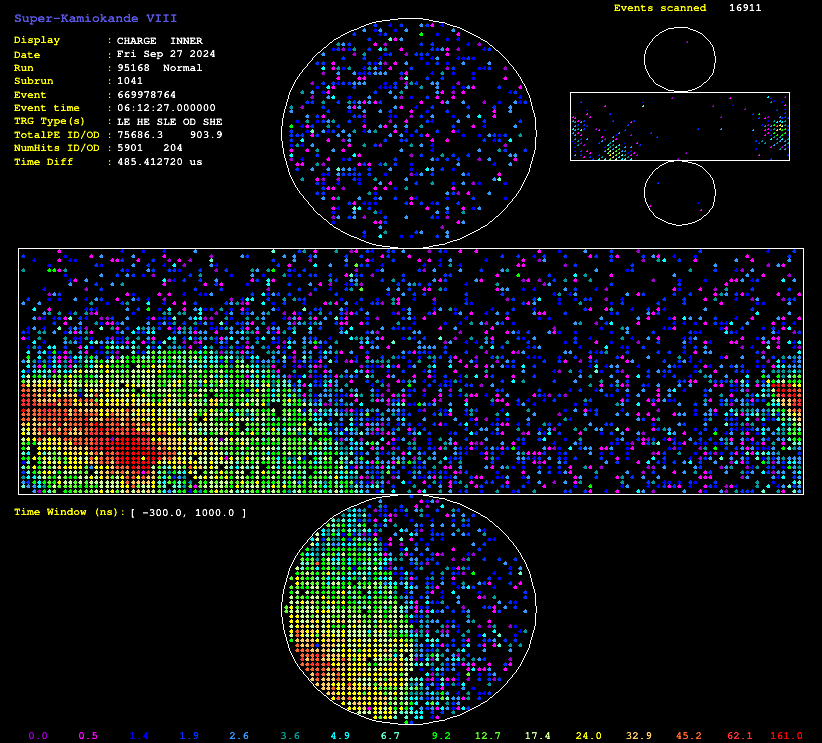 Super-Kamiokande VIII
Events scanned 16911
Display : CHARGE INNER
Date : Fri Sep 27 2024
Run : 95168 Normal
Subrun : 1041
Event : 669978764
Event time : 06:12:27.000000
TRG Type(s) : LE HE SLE OD SHE
TotalPE ID/OD : 75686.3 903.9
NumHits ID/OD : 5901 204
Time Diff : 485.412720 us
Time Window (ns): [ -300.0, 1000.0 ]
0.0 0.5 1.4 1.9 2.6 3.6 4.9 6.7 9.2 12.7 17.4 24.0 32.9 45.2 62.1 161.0